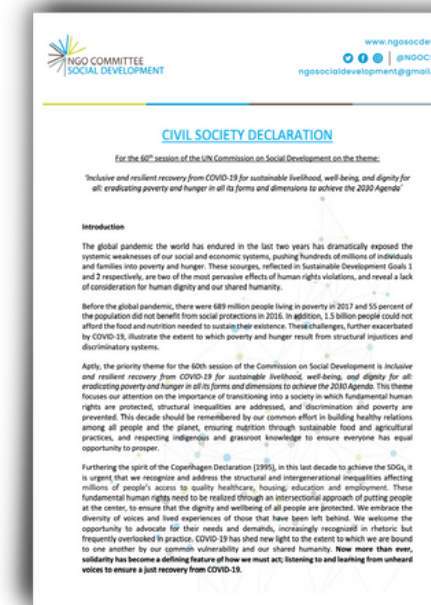 NGO COMMITTEE
SOCIAL DEVELOPMENT
www.ngosocdev
@NGOC
ngosocialdevelopment@gmail
CIVIL SOCIETY DECLARATION
For the 60th session of the UN Commission on Social Development on the theme:
'Inclusive and resilient recovery from COVID-19 for sustainable livelihood, well-being, and dignity for
all: eradicating poverty and hunger in all its forms and dimensions to achieve the 2030 Agenda'
Introduction
The global pandemic the world has endured in the last two years has dramatically exposed the
systemic weaknesses of our social and economic systems, pushing hundreds of millions of individuals
and families into poverty and hunger. These scourges, reflected in Sustainable Development Goals 1
and 2 respectively, are two of the most pervasive effects of human rights violations, and reveal a lack
of consideration for human dignity and our shared humanity.
Before the global pandemic, there were 689 million people living in poverty in 2017 and 55 percent of
the population did not benefit from social protections in 2016. In addition, 1.5 billion people could not
afford the food and nutrition needed to sustain their existence. These challenges, further exacerbated
by COVID-19, illustrate the extent to which poverty and hunger result from structural injustices and
discriminatory systems.
Aptly, the priority theme for the 60th session of the Commission on Social Development is Inclusive
and resilient recovery from COVID-19 for sustainable livelihood, well-being, and dignity for all:
eradicating poverty and hunger in all its forms and dimensions to achieve the 2030 Agenda. This theme
focuses our attention on the importance of transitioning into a society in which fundamental human
rights are protected, structural inequalities are addressed, and discrimination and poverty are
prevented. This decade should be remembered by our common effort in building healthy relations
among all people and the planet, ensuring nutrition through sustainable food and agricultural
practices, and respecting indigenous and grassroot knowledge to ensure everyone has equal
opportunity to prosper.
Furthering the spirit of the Copenhagen Declaration (1995), in this last decade to achieve the SDGs, it
is urgent that we recognize and address the structural and intergenerational inequalities affecting
millions of people's access to quality healthcare, housing, education and employment. These
fundamental human rights need to be realized through an intersectional approach of putting people
at the center, to ensure that the dignity and wellbeing of all people are protected. We embrace the
diversity of voices and lived experiences of those that have been left behind. We welcome the
opportunity to advocate for their needs and demands, increasingly recognized in rhetoric but
frequently overlooked in practice. COVID-19 has shed new light to the extent to which we are bound
to one another by our common vulnerability and our shared humanity. Now more than ever,
solidarity has become a defining feature of how we must act; listening to and learning from unheard
voices to ensure a just recovery from COVID-19.